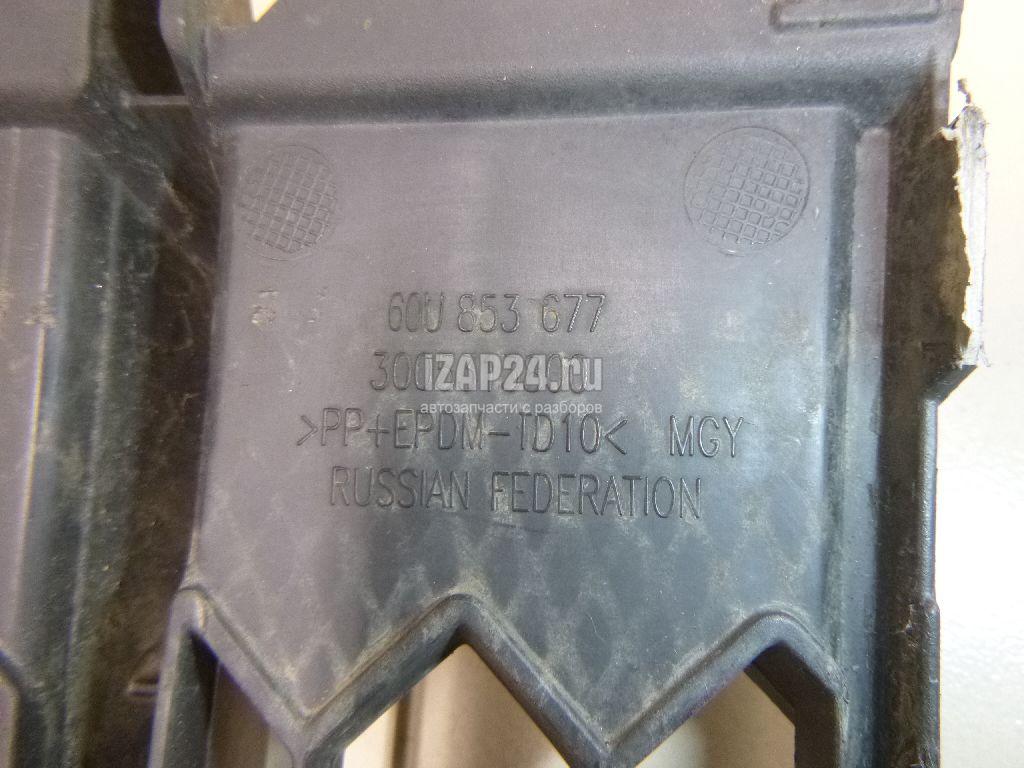 60U 853 677
IZAP24.ru
автозапчасти с разборов
>PP+EPDM-TD10< MGY
RUSSIAN FEDERATION